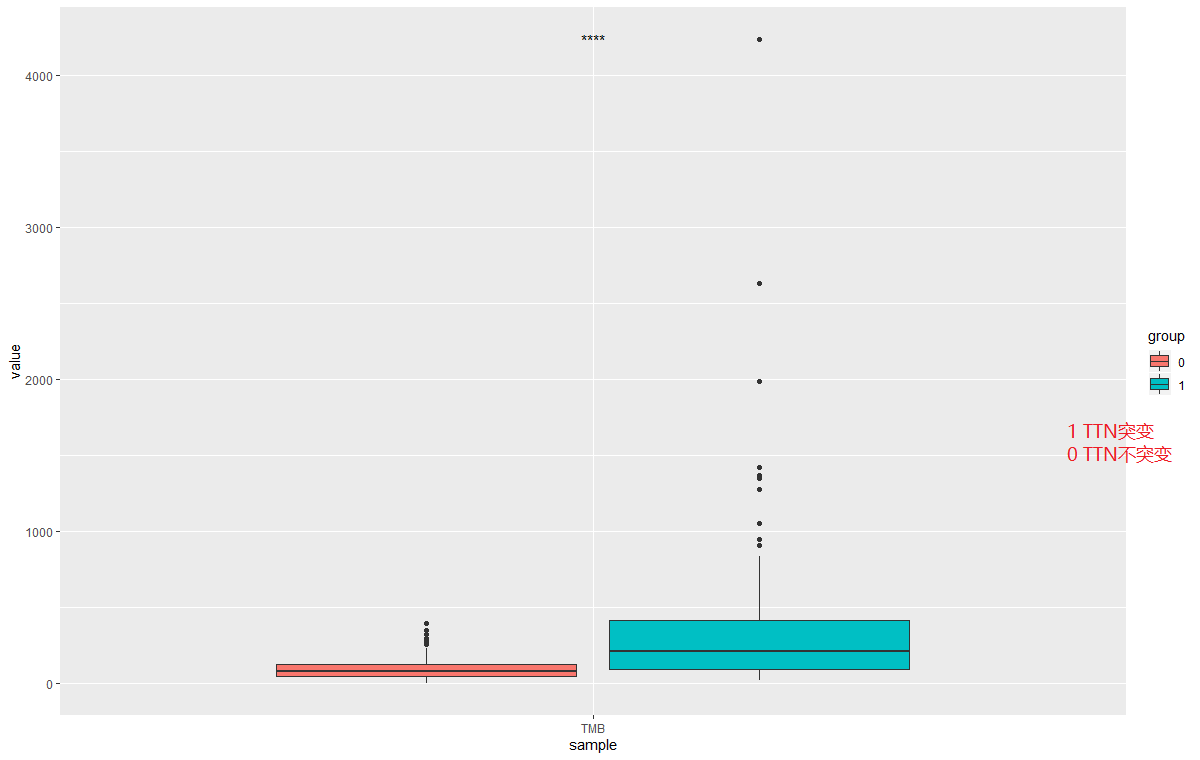 ****
4000
3000
2000
1000
0
value
TMB
sample
group
0
1
1 TTN突变
0 TTN不突变